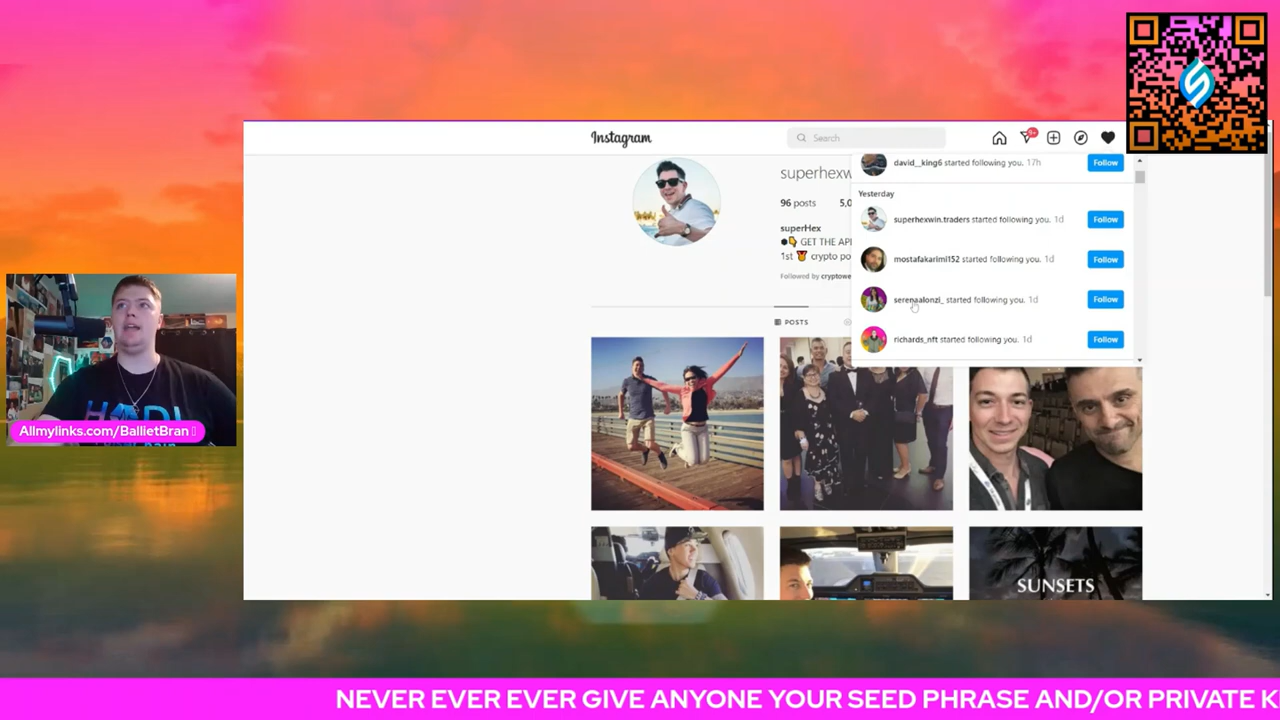 Instagram
Search
9+
david__king6 started following you. 17h
Follow
superhexw
Yesterday
96 posts
5,0
superhexwin.traders started following you. 1d
Follow
superHex
GET THE API
1st 🏅 crypto po
mostafakarimi152 started following you. 1d
Follow
Followed by cryptowe
serenaalonzi_ started following you. 1d
Follow
POSTS
richards_nft started following you. 1d
Follow
Allmylinks.com/BallietBran
SUNSETS
NEVER EVER EVER GIVE ANYONE YOUR SEED PHRASE AND/OR PRIVATE K